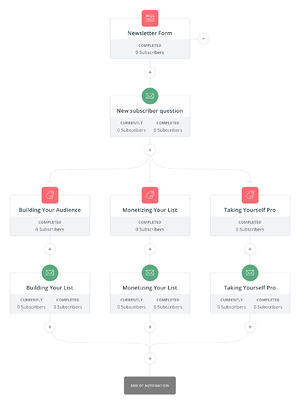 Newsletter Form
COMPLETED
0 Subscribers
New subscriber question
CURRENTLY COMPLETED
0 Subscribers 0 Subscribers
Building Your Audience
COMPLETED
0 Subscribers
Monetizing Your List
COMPLETED
0 Subscribers
Taking Yourself Pro
COMPLETED
0 Subscribers
Building Your List
CURRENTLY COMPLETED
0 Subscribers 0 Subscribers
Monetizing Your List
CURRENTLY COMPLETED
0 Subscribers 0 Subscribers
Taking Yourself Pro
CURRENTLY COMPLETED
0 Subscribers 0 Subscribers
END OF AUTOMATION